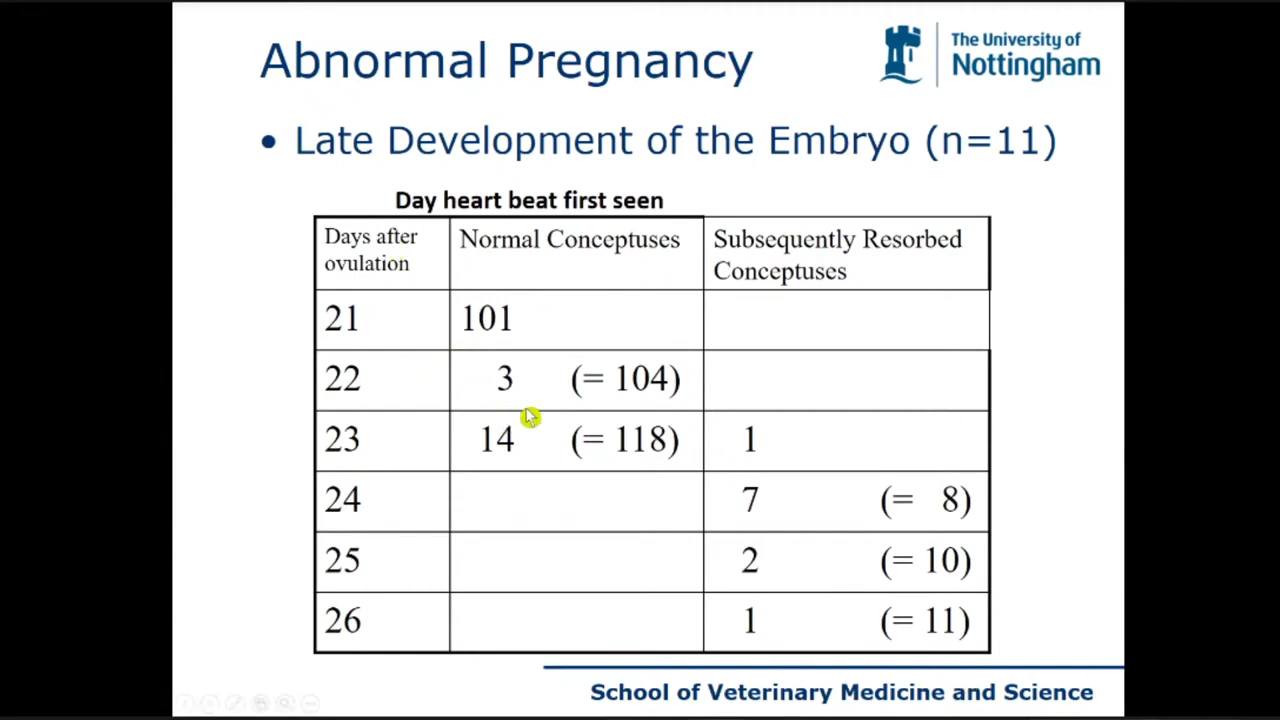 Abnormal Pregnancy
The University of
Nottingham
• Late Development of the Embryo (n=11)
Day heart beat first seen
Days after
ovulation
Normal Conceptuses
Subsequently Resorbed
Conceptuses
21 101
22 3 (= 104)
23 14 (= 118) 1
24 7 (= 8)
25 2 (= 10)
26 1 (= 11)
School of Veterinary Medicine and Science